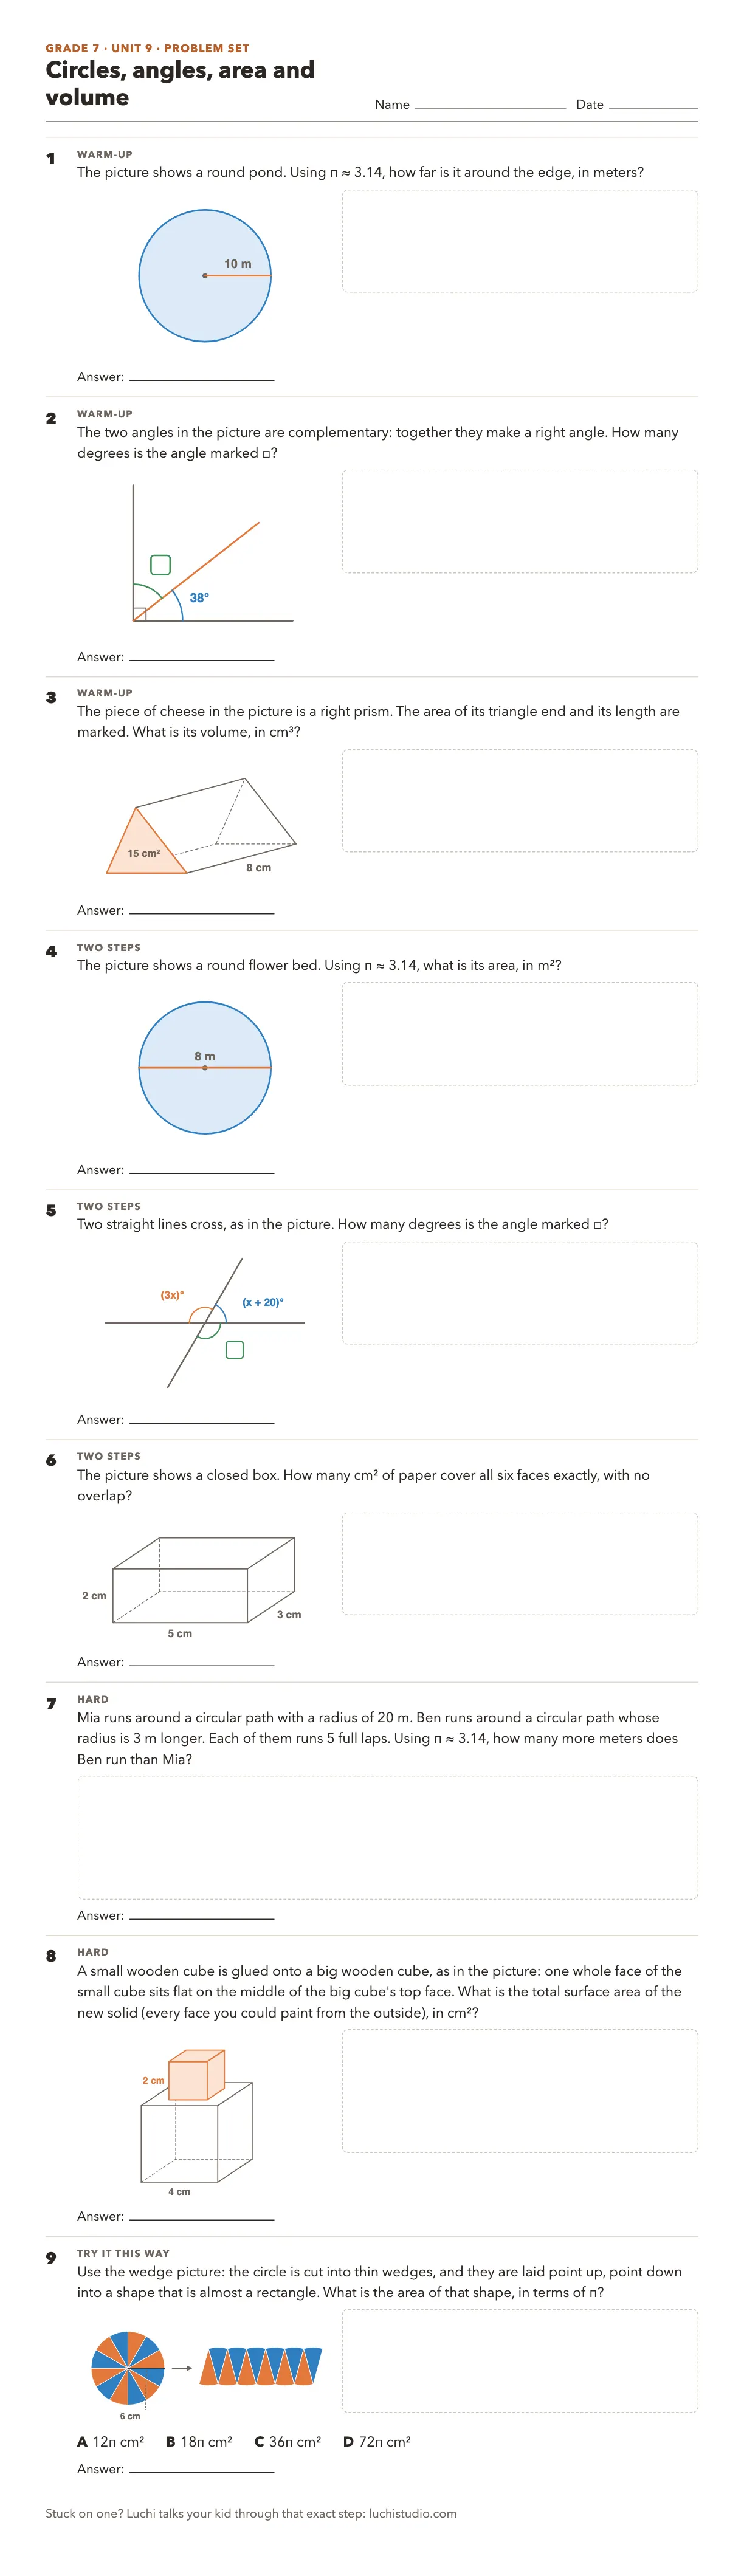 GRADE 7 · UNIT 9 · PROBLEM SET
Circles, angles, area and
volume
Name
Date
1
WARM-UP
The picture shows a round pond. Using π ≈ 3.14, how far is it around the edge, in meters?
10 m
Answer:
2
WARM-UP
The two angles in the picture are complementary: together they make a right angle. How many
degrees is the angle marked □?
38°
Answer:
3
WARM-UP
The piece of cheese in the picture is a right prism. The area of its triangle end and its length are
marked. What is its volume, in cm³?
15 cm²
8 cm
Answer:
4
TWO STEPS
The picture shows a round flower bed. Using π ≈ 3.14, what is its area, in m²?
8 m
Answer:
5
TWO STEPS
Two straight lines cross, as in the picture. How many degrees is the angle marked □?
(3x)°
(x + 20)°
Answer:
6
TWO STEPS
The picture shows a closed box. How many cm² of paper cover all six faces exactly, with no
overlap?
2 cm
3 cm
5 cm
Answer:
7
HARD
Mia runs around a circular path with a radius of 20 m. Ben runs around a circular path whose
radius is 3 m longer. Each of them runs 5 full laps. Using π ≈ 3.14, how many more meters does
Ben run than Mia?
Answer:
8
HARD
A small wooden cube is glued onto a big wooden cube, as in the picture: one whole face of the
small cube sits flat on the middle of the big cube's top face. What is the total surface area of the
new solid (every face you could paint from the outside), in cm²?
2 cm
4 cm
Answer:
9
TRY IT THIS WAY
Use the wedge picture: the circle is cut into thin wedges, and they are laid point up, point down
into a shape that is almost a rectangle. What is the area of that shape, in terms of π?
6 cm
A 12π cm² B 18π cm² C 36π cm² D 72π cm²
Answer:
Stuck on one? Luchi talks your kid through that exact step: luchistudio.com